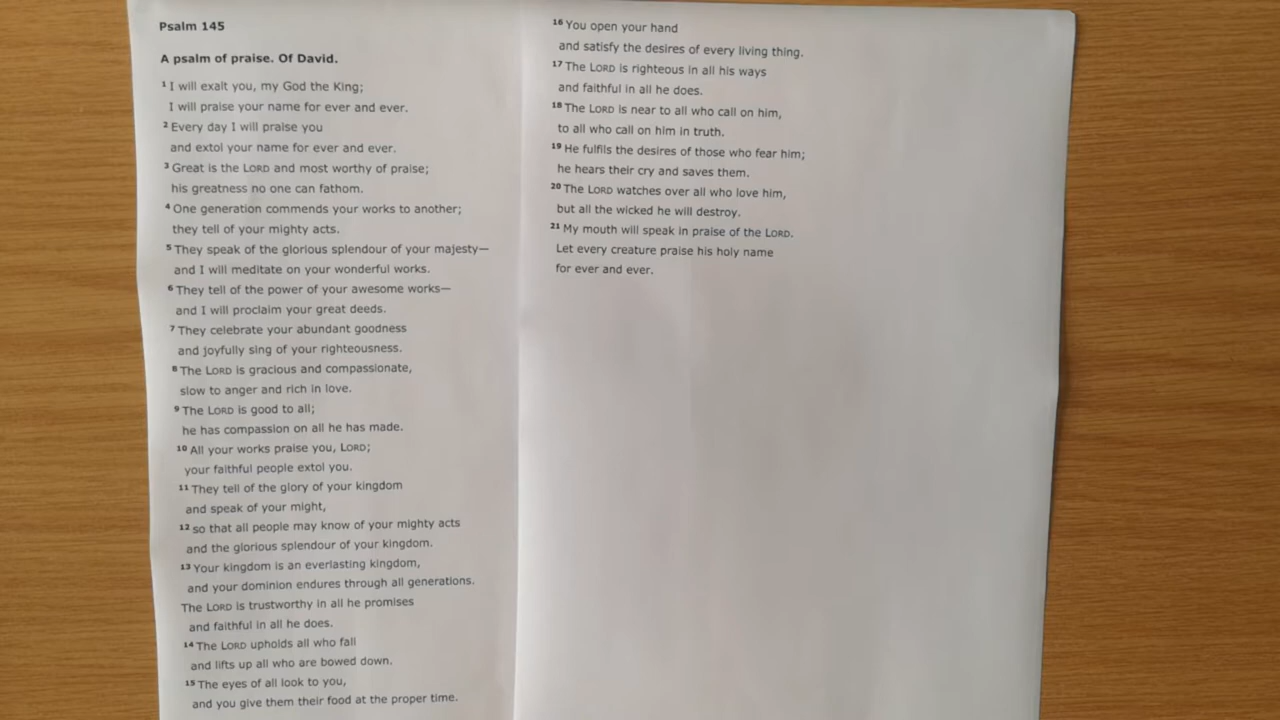 Psalm 145
A psalm of praise. Of David.
1 I will exalt you, my God the King;
I will praise your name for ever and ever.
2 Every day I will praise you
and extol your name for ever and ever.
3 Great is the LORD and most worthy of praise;
his greatness no one can fathom.
4 One generation commends your works to another;
they tell of your mighty acts.
5 They speak of the glorious splendour of your majesty—
and I will meditate on your wonderful works.
6 They tell of the power of your awesome works—
and I will proclaim your great deeds.
7 They celebrate your abundant goodness
and joyfully sing of your righteousness.
8 The LORD is gracious and compassionate,
slow to anger and rich in love.
9 The LORD is good to all;
he has compassion on all he has made.
10 All your works praise you, LORD;
your faithful people extol you.
11 They tell of the glory of your kingdom
and speak of your might,
12 so that all people may know of your mighty acts
and the glorious splendour of your kingdom.
13 Your kingdom is an everlasting kingdom,
and your dominion endures through all generations.
The LORD is trustworthy in all he promises
and faithful in all he does.
14 The LORD upholds all who fall
and lifts up all who are bowed down.
15 The eyes of all look to you,
and you give them their food at the proper time.
16 You open your hand
and satisfy the desires of every living thing.
17 The LORD is righteous in all his ways
and faithful in all he does.
18 The LORD is near to all who call on him,
to all who call on him in truth.
19 He fulfils the desires of those who fear him;
he hears their cry and saves them.
20 The LORD watches over all who love him,
but all the wicked he will destroy.
21 My mouth will speak in praise of the LORD.
Let every creature praise his holy name
for ever and ever.